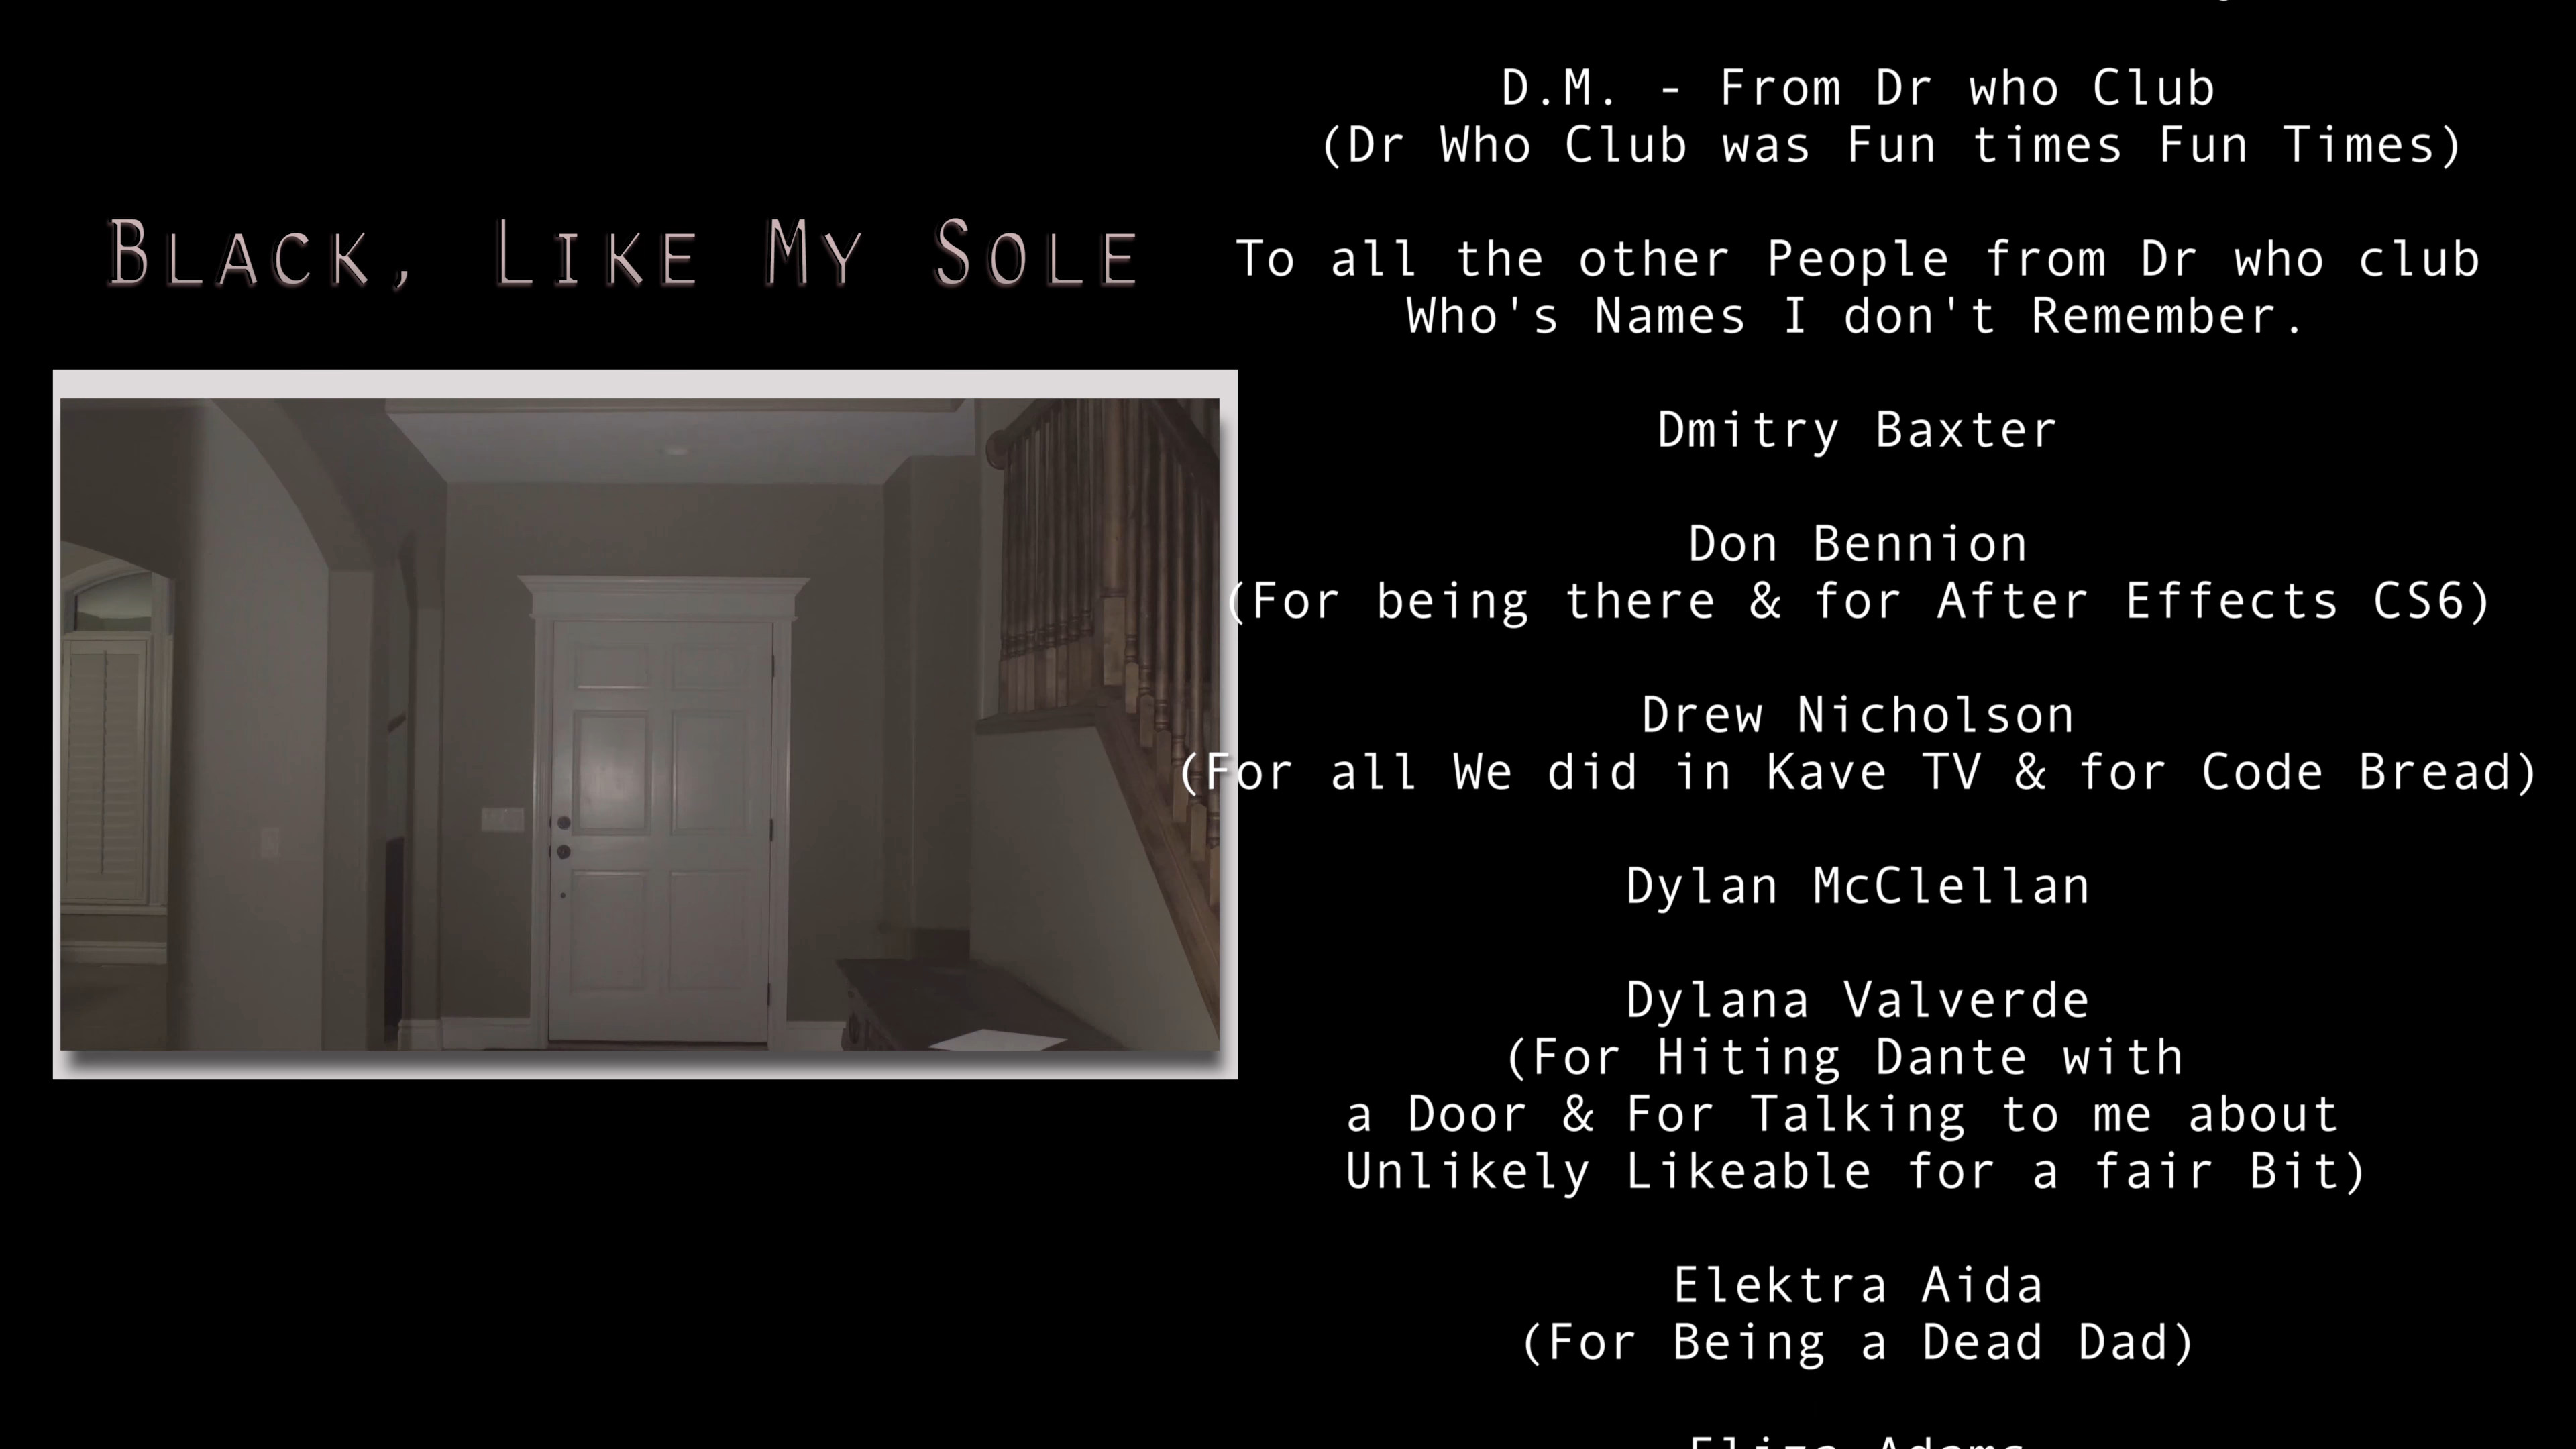 BLACK, LIKE MY SOLE
D.M. - From Dr who Club
(Dr Who Club was Fun times Fun Times)
To all the other People from Dr who club
Who's Names I don't Remember.
Dmitry Baxter
Don Bennion
(For being there & for After Effects CS6)
Drew Nicholson
(For all We did in Kave TV & for Code Bread)
Dylan McClellan
Dylana Valverde
(For Hiting Dante with
a Door & For Talking to me about
Unlikely Likeable for a fair Bit)
Elektra Aida
(For Being a Dead Dad)
Eliza Adams